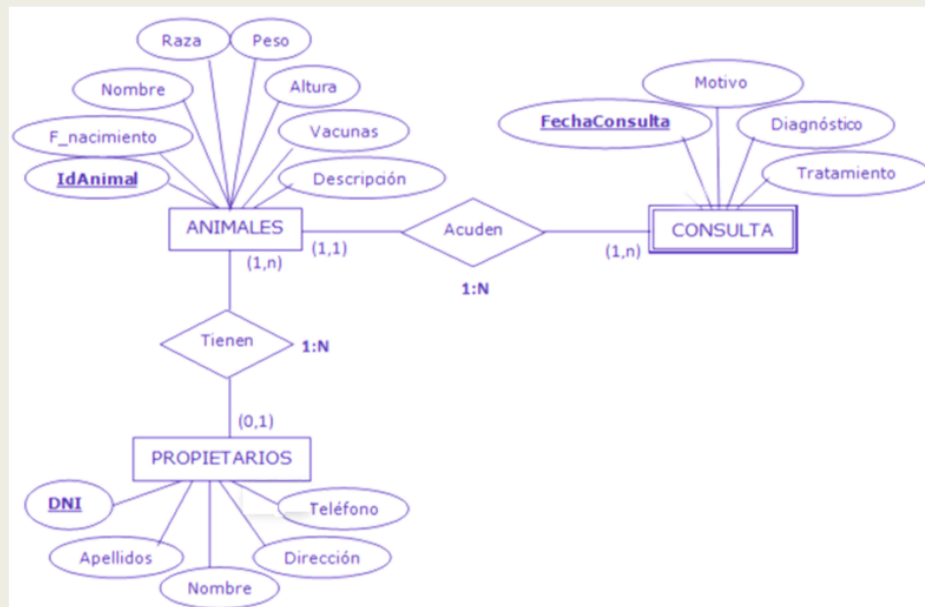 Raza
Peso
Nombre
Altura
F_nacimiento
Vacunas
IdAnimal
Descripción
ANIMALES
(1,1)
(1,n)
Acuden
1:N
(1,n)
CONSULTA
FechaConsulta
Motivo
Diagnóstico
Tratamiento
Tienen
1:N
(0,1)
PROPIETARIOS
DNI
Apellidos
Nombre
Dirección
Teléfono